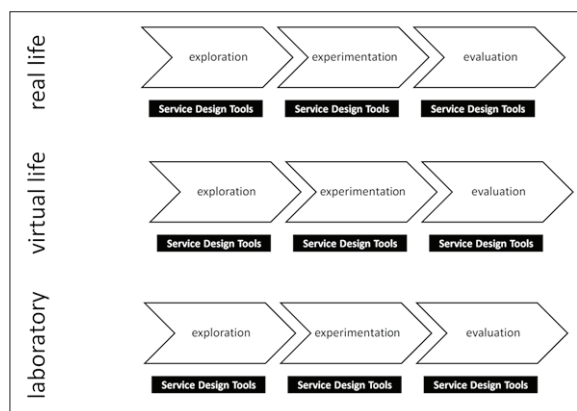 real life
exploration
experimentation
evaluation
Service Design Tools
Service Design Tools
Service Design Tools
virtual life
exploration
experimentation
evaluation
Service Design Tools
Service Design Tools
Service Design Tools
laboratory
exploration
experimentation
evaluation
Service Design Tools
Service Design Tools
Service Design Tools